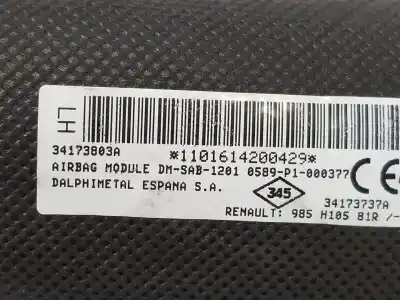 LH
34173803A
*1101614200429*
AIRBAG MODULE DM-SAB-1201 0589-P1-000377
DALPHIMETAL ESPANA S.A.
CE
345
34173737A
RENAULT: 985 H105 81R /-